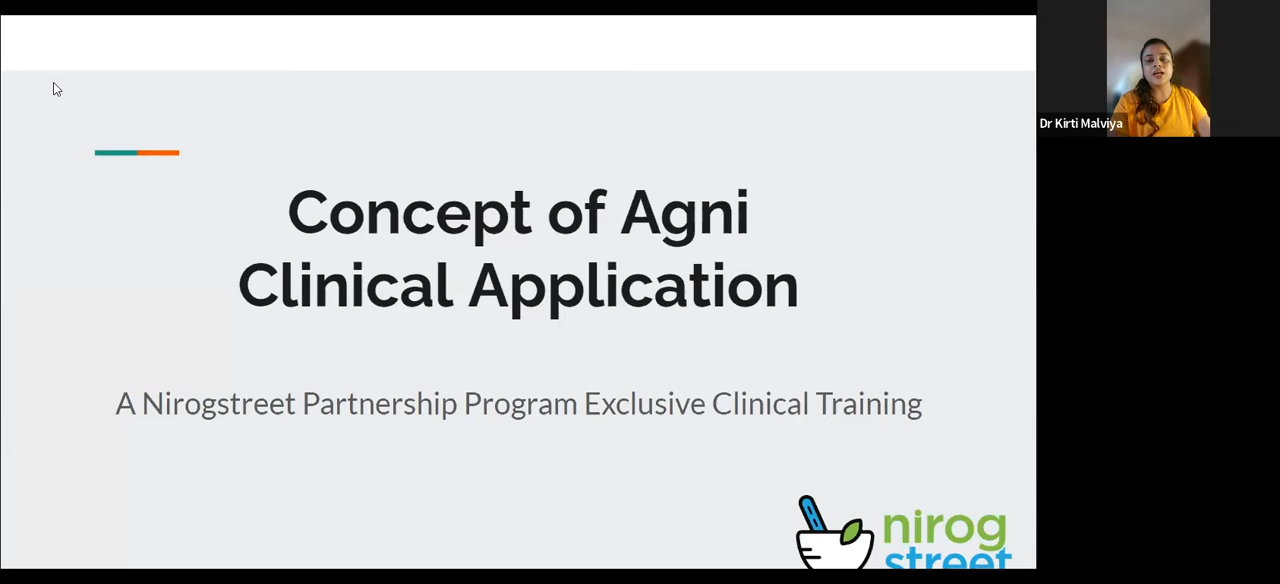 Concept of Agni
Clinical Application
A Nirogstreet Partnership Program Exclusive Clinical Training
nirog
street
Dr Kirti Malviya